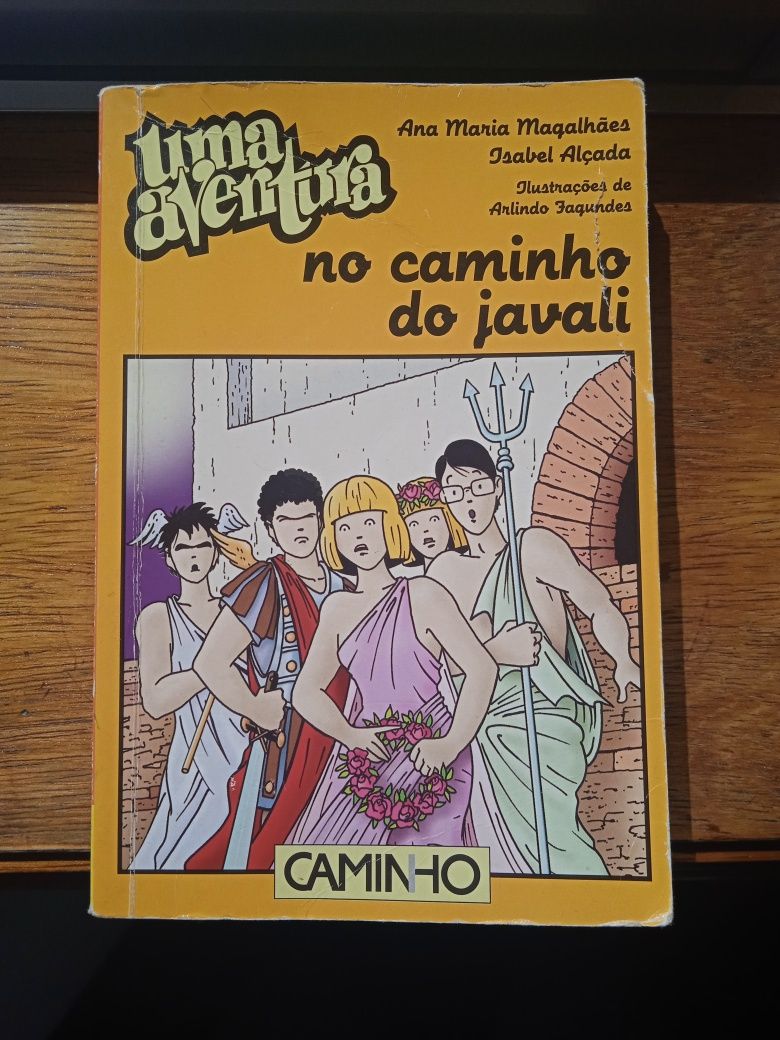 uma
aventura
Ana Maria Magalhães
Isabel Alçada
Ilustrações de
Arlindo Fagundes
no caminho
do javali
CAMINHO